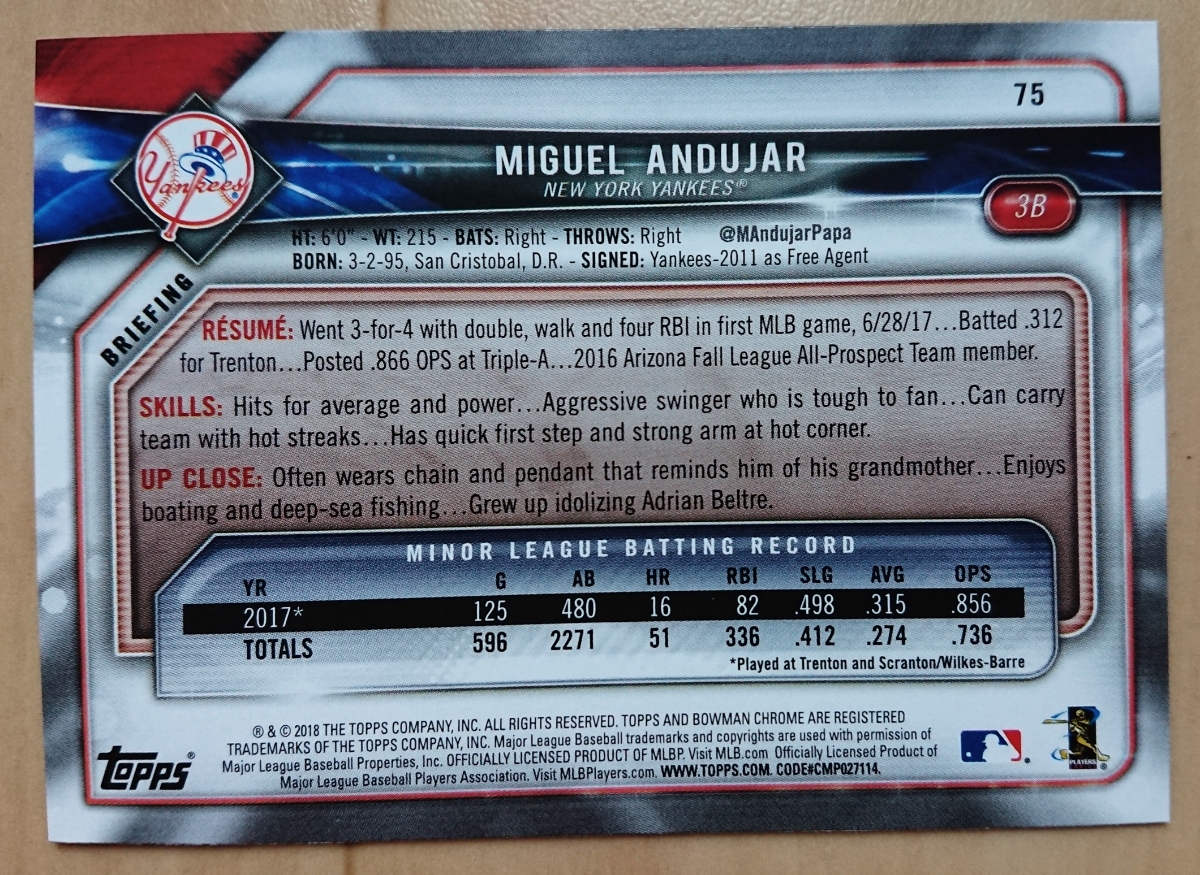 75
Yankees
MIGUEL ANDUJAR
NEW YORK YANKEES®
3B
HT: 6'0" - WT: 215 - BATS: Right - THROWS: Right @MAndujarPapa
BORN: 3-2-95, San Cristobal, D.R. - SIGNED: Yankees-2011 as Free Agent
BRIEFING
RÉSUMÉ: Went 3-for-4 with double, walk and four RBI in first MLB game, 6/28/17...Batted .312
for Trenton...Posted .866 OPS at Triple-A...2016 Arizona Fall League All-Prospect Team member.
SKILLS: Hits for average and power...Aggressive swinger who is tough to fan...Can carry
team with hot streaks...Has quick first step and strong arm at hot corner.
UP CLOSE: Often wears chain and pendant that reminds him of his grandmother...Enjoys
boating and deep-sea fishing...Grew up idolizing Adrian Beltre.
MINOR LEAGUE BATTING RECORD
YR G AB HR RBI SLG AVG OPS
2017* 125 480 16 82 .498 .315 .856
TOTALS 596 2271 51 336 .412 .274 .736
*Played at Trenton and Scranton/Wilkes-Barre
® & © 2018 THE TOPPS COMPANY, INC. ALL RIGHTS RESERVED. TOPPS AND BOWMAN CHROME ARE REGISTERED
TRADEMARKS OF THE TOPPS COMPANY, INC. Major League Baseball trademarks and copyrights are used with permission of
Major League Baseball Properties, Inc. OFFICIALLY LICENSED PRODUCT OF MLBP. Visit MLB.com Officially Licensed Product of
Major League Baseball Players Association. Visit MLBPlayers.com. WWW.TOPPS.COM. CODE#CMP027114.
TOPPS®
PLAYERS